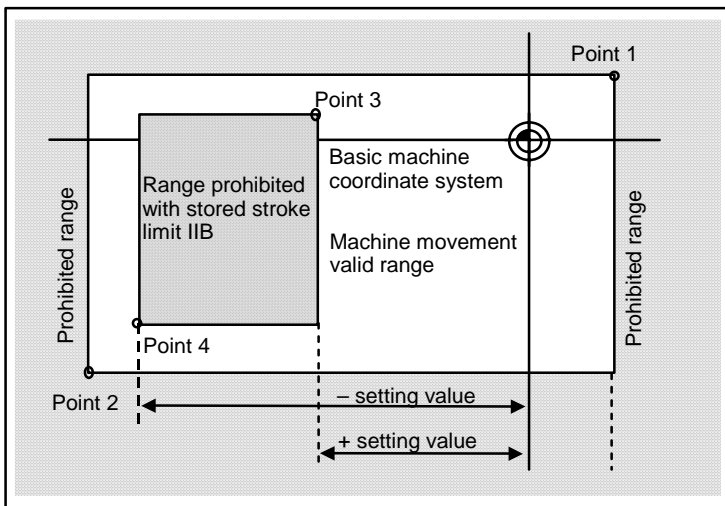 Point 1
Point 3
Basic machine
coordinate system
Range prohibited
with stored stroke
limit IIB
Machine movement
valid range
Prohibited range
Prohibited range
Point 4
Point 2
– setting value
+ setting value